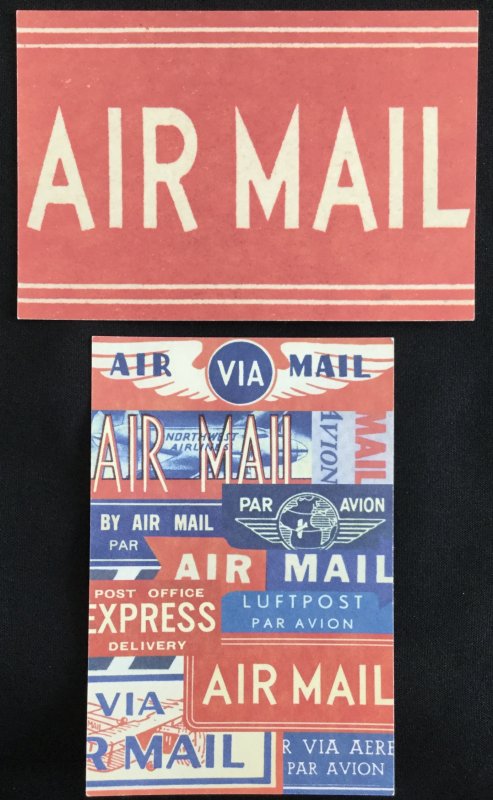 AIR MAIL
AIR VIA MAIL
AIR MAIL
NORTHWEST
AIRLINES
MAIL
AVION
PAR AVION
BY AIR MAIL
PAR
AIR MAIL
POST OFFICE
EXPRESS
DELIVERY
LUFTPOST
PAR AVION
AIR MAIL
VIA
R MAIL
R VIA AERE
PAR AVION